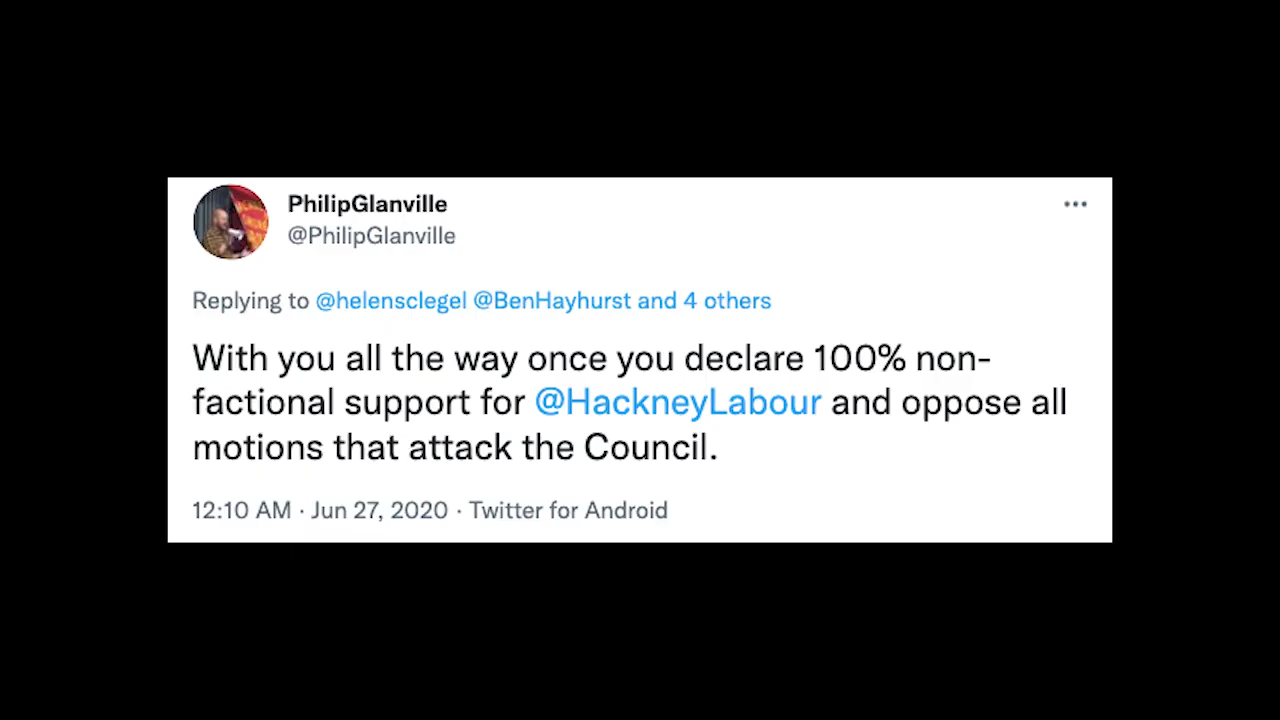 PhilipGlanville
@PhilipGlanville
Replying to @helensclegel @BenHayhurst and 4 others
With you all the way once you declare 100% non-
factional support for @HackneyLabour and oppose all
motions that attack the Council.
12:10 AM · Jun 27, 2020 · Twitter for Android